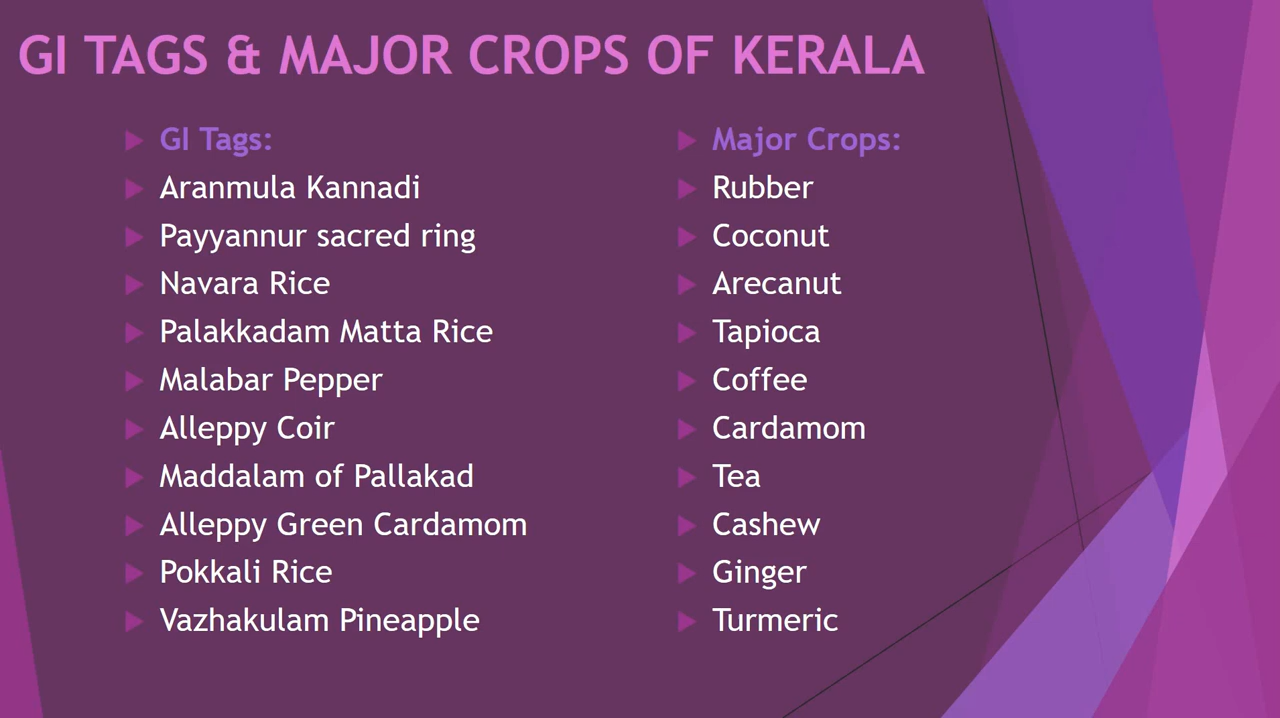 GI TAGS & MAJOR CROPS OF KERALA
GI Tags:
Aranmula Kannadi
Payyannur sacred ring
Navara Rice
Palakkadam Matta Rice
Malabar Pepper
Alleppy Coir
Maddalam of Pallakad
Alleppy Green Cardamom
Pokkali Rice
Vazhakulam Pineapple
Major Crops:
Rubber
Coconut
Arecanut
Tapioca
Coffee
Cardamom
Tea
Cashew
Ginger
Turmeric